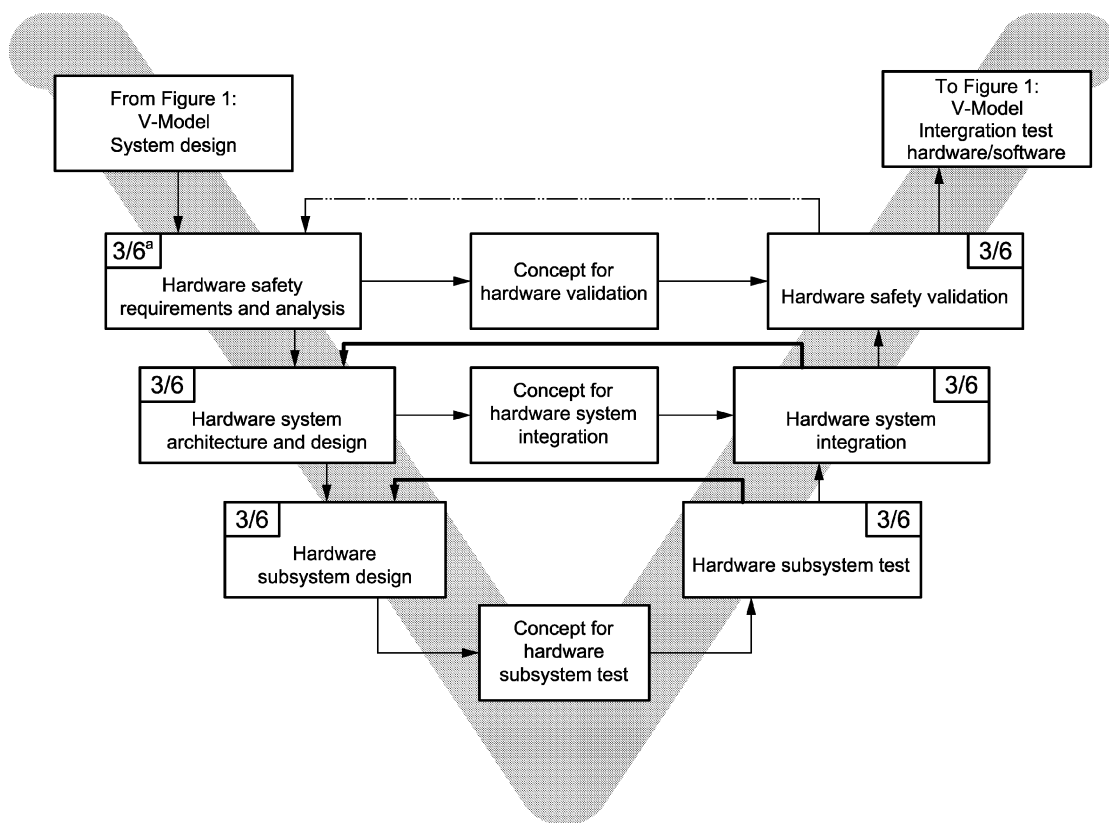 From Figure 1:
V-Model
System design
To Figure 1:
V-Model
Intergration test
hardware/software
3/6a
Hardware safety
requirements and analysis
Concept for
hardware validation
3/6
Hardware safety validation
3/6
Hardware system
architecture and design
Concept for
hardware system
integration
3/6
Hardware system
integration
3/6
Hardware
subsystem design
3/6
Hardware subsystem test
Concept for
hardware
subsystem test